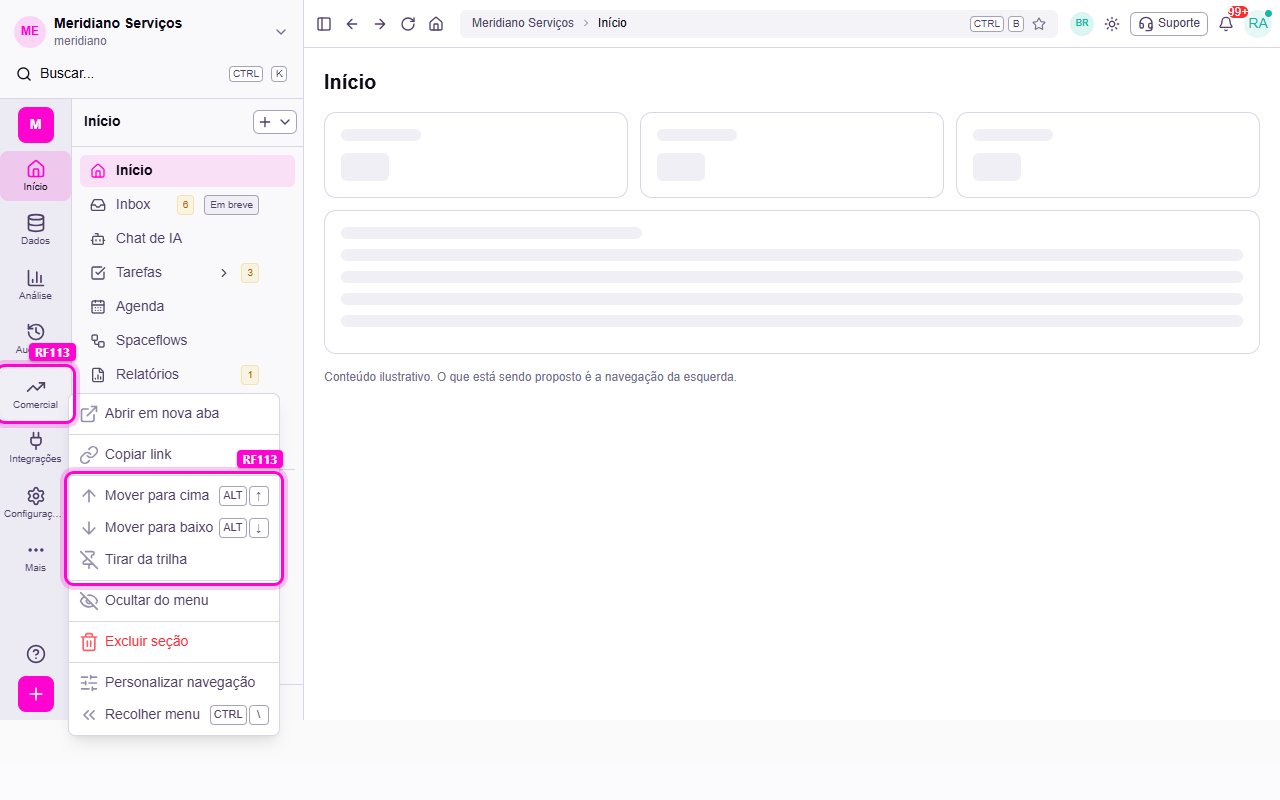 ME
Meridiano Serviços
meridiano
Buscar...
CTRL K
Meridiano Serviços > Início
CTRL B
BR
Suporte
99+
RA
M
Início
Dados
Análise
RF113
Comercial
Integrações
Configuraç...
Mais
Início
Início
Inbox 6 Em breve
Chat de IA
Tarefas 3
Agenda
Spaceflows
Relatórios 1
Abrir em nova aba
Copiar link
RF113
Mover para cima ALT ↑
Mover para baixo ALT ↓
Tirar da trilha
Ocultar do menu
Excluir seção
Personalizar navegação
Recolher menu CTRL \
Início
Conteúdo ilustrativo. O que está sendo proposto é a navegação da esquerda.